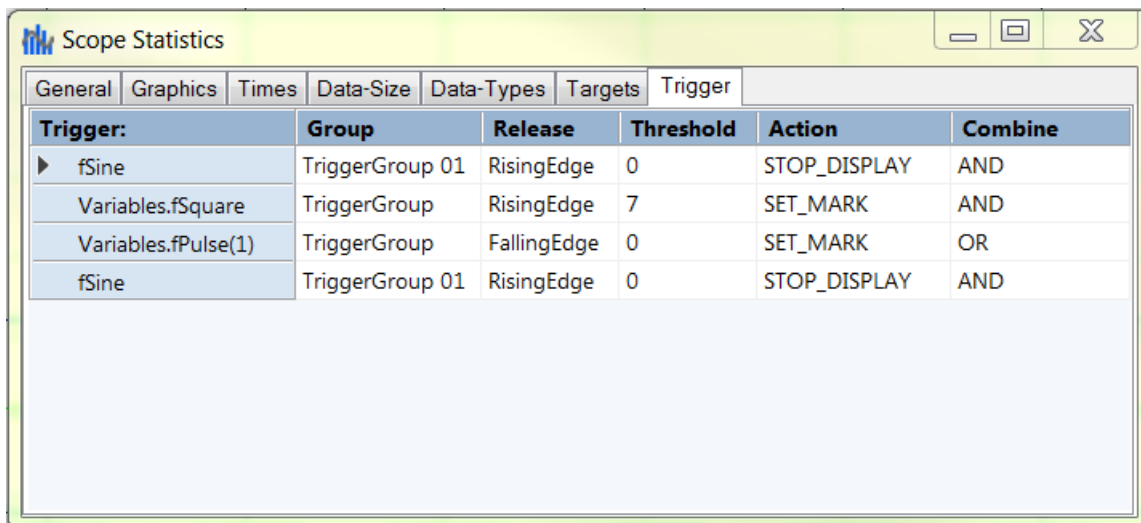 Scope Statistics
General Graphics Times Data-Size Data-Types Targets Trigger
Trigger: Group Release Threshold Action Combine
fSine TriggerGroup 01 RisingEdge 0 STOP_DISPLAY AND
Variables.fSquare TriggerGroup RisingEdge 7 SET_MARK AND
Variables.fPulse(1) TriggerGroup FallingEdge 0 SET_MARK OR
fSine TriggerGroup 01 RisingEdge 0 STOP_DISPLAY AND